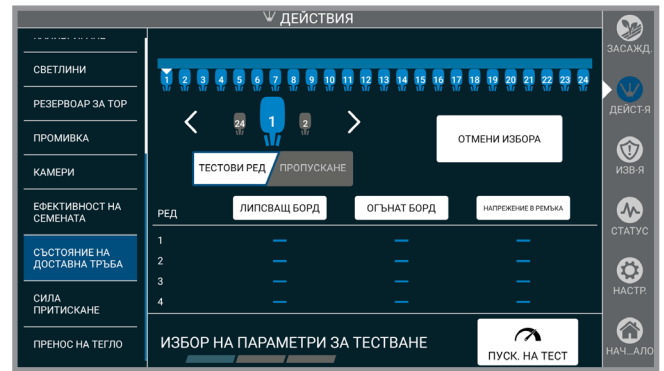 ДЕЙСТВИЯ
СВЕТЛИНИ
РЕЗЕРВОАР ЗА ТОР
ПРОМИВКА
КАМЕРИ
ЕФЕКТИВНОСТ НА
СЕМЕНАТА
СЪСТОЯНИЕ НА
ДОСТАВНА ТРЪБА
СИЛА
ПРИТИСКАНЕ
ПРЕНОС НА ТЕГЛО
1 2 3 4 5 6 7 8 9 10 11 12 13 14 15 16 17 18 19 20 21 22 23 24
24 1 2
ОТМЕНИ ИЗБОРА
ТЕСТОВИ РЕД ПРОПУСКАНЕ
РЕД ЛИПСВАЩ БОРД ОГЪНАТ БОРД НАПРЕЖЕНИЕ В РЕМЪКА
1 — — —
2 — — —
3 — — —
4 — — —
ИЗБОР НА ПАРАМЕТРИ ЗА ТЕСТВАНЕ
ПУСК. НА ТЕСТ
ЗАСАЖД.
ДЕЙСТ-Я
ИЗВ-Я
СТАТУС
НАСТР.
НАЧ...АЛО